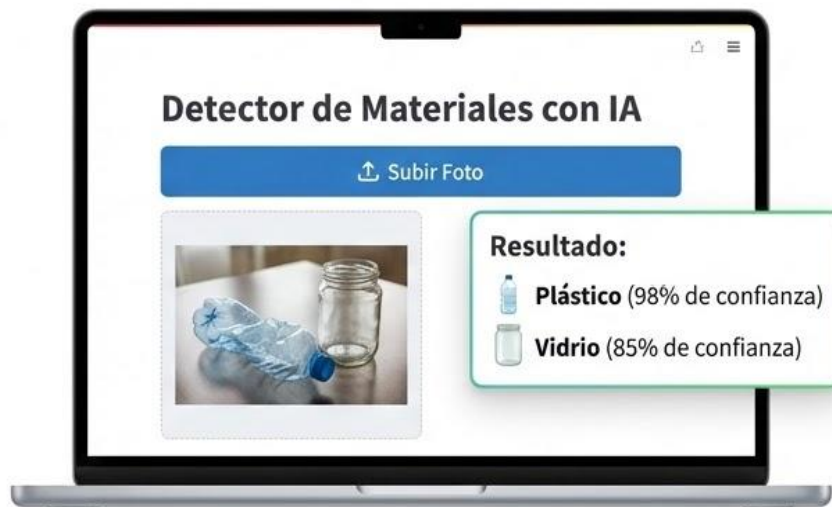 Detector de Materiales con IA
Subir Foto
Resultado:
Plástico (98% de confianza)
Vidrio (85% de confianza)